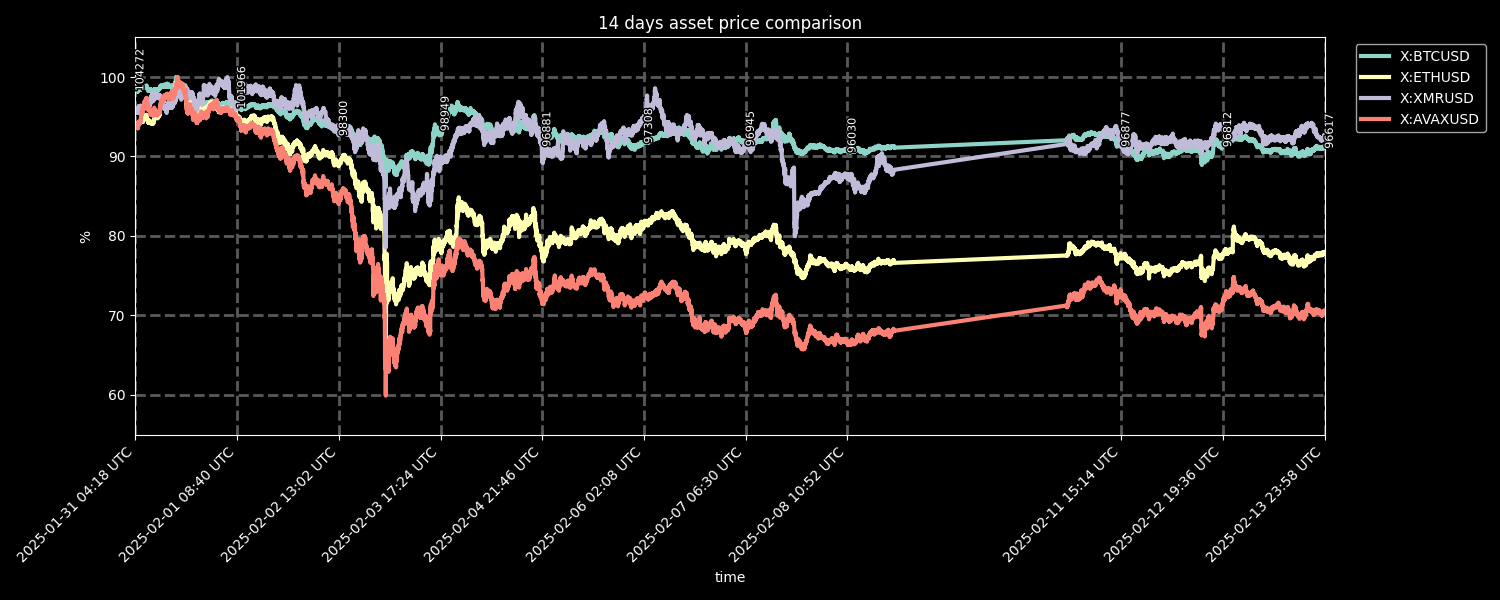 14 days asset price comparison
X:BTCUSD
X:ETHUSD
X:XMRUSD
X:AVAXUSD
%
100
90
80
70
60
104272
101966
98300
98949
96881
97308
96945
96030
96877
96812
96617
2025-01-31 04:18 UTC
2025-02-01 08:40 UTC
2025-02-02 13:02 UTC
2025-02-03 17:24 UTC
2025-02-04 21:46 UTC
2025-02-06 02:08 UTC
2025-02-07 06:30 UTC
2025-02-08 10:52 UTC
2025-02-11 15:14 UTC
2025-02-12 19:36 UTC
2025-02-13 23:58 UTC
time